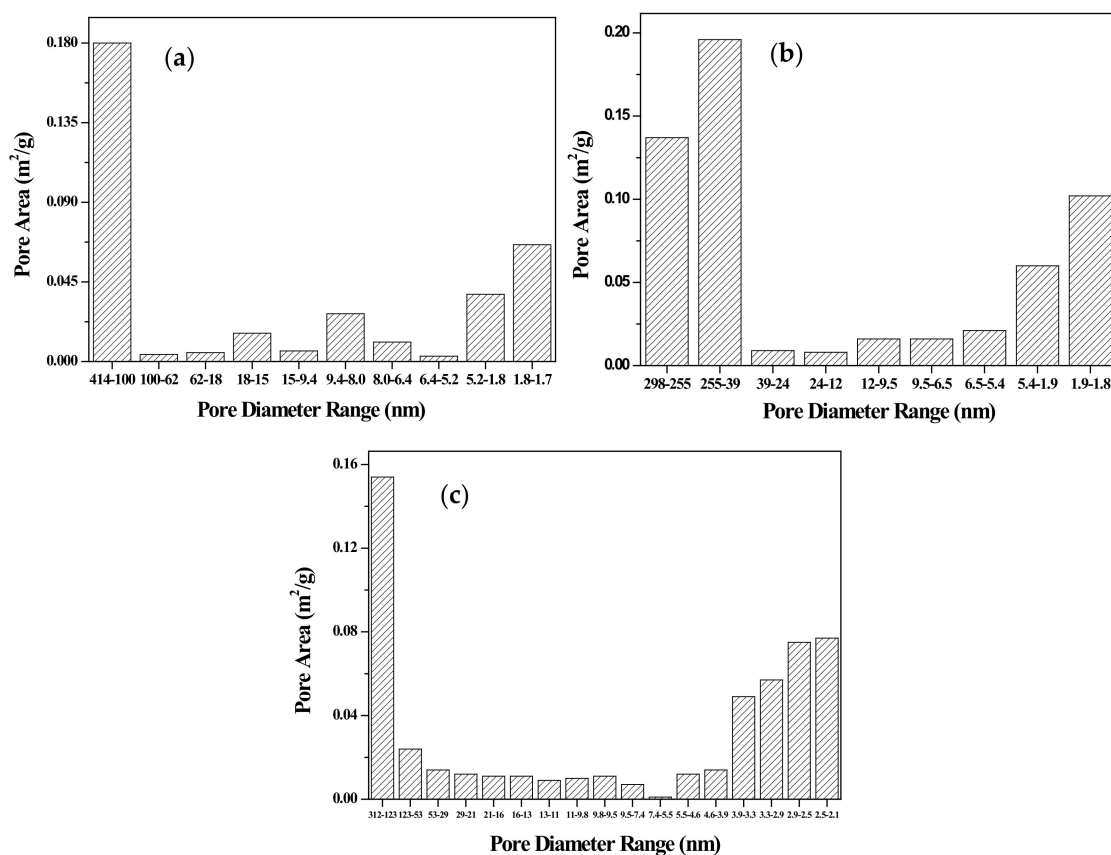 (a)
0.180
0.135
0.090
0.045
0.000
Pore Area (m²/g)
414-100 100-62 62-18 18-15 15-9.4 9.4-8.0 8.0-6.4 6.4-5.2 5.2-1.8 1.8-1.7
Pore Diameter Range (nm)
(b)
0.20
0.15
0.10
0.05
0.00
Pore Area (m²/g)
298-255 255-39 39-24 24-12 12-9.5 9.5-6.5 6.5-5.4 5.4-1.9 1.9-1.8
Pore Diameter Range (nm)
(c)
0.16
0.12
0.08
0.04
0.00
Pore Area (m²/g)
312-123 123-53 53-29 29-21 21-16 16-13 13-11 11-9.8 9.8-9.5 9.5-7.4 7.4-5.5 5.5-4.6 4.6-3.9 3.9-3.3 3.3-2.9 2.9-2.5 2.5-2.1
Pore Diameter Range (nm)